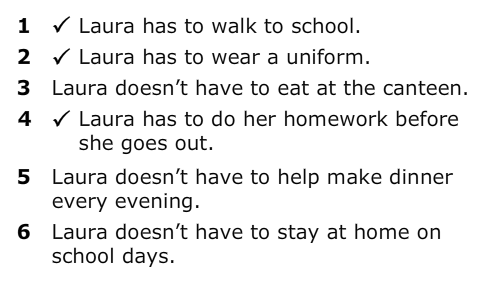 1 ✓ Laura has to walk to school.
2 ✓ Laura has to wear a uniform.
3 Laura doesn’t have to eat at the canteen.
4 ✓ Laura has to do her homework before
she goes out.
5 Laura doesn’t have to help make dinner
every evening.
6 Laura doesn’t have to stay at home on
school days.